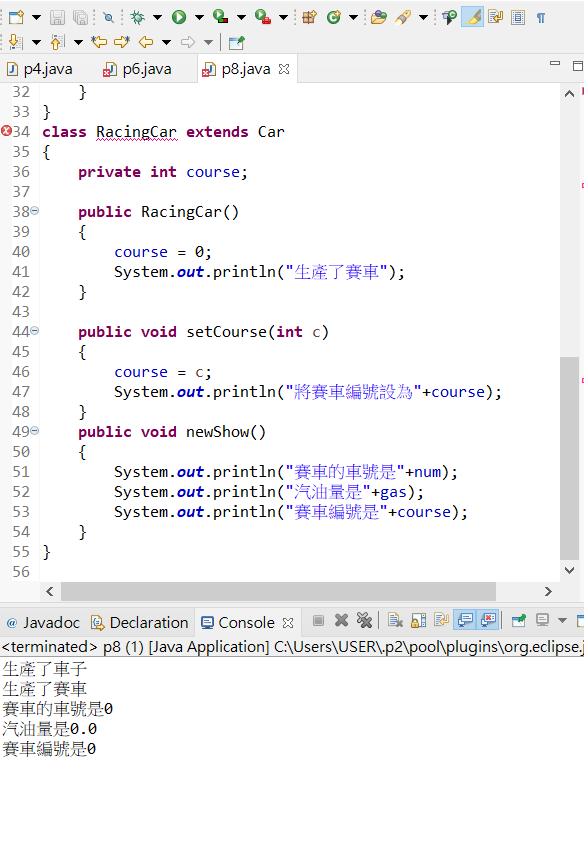 p4.java p6.java p8.java
32 }
33 }
34 class RacingCar extends Car
35 {
36 private int course;
37
38 public RacingCar()
39 {
40 course = 0;
41 System.out.println("生產了賽車");
42 }
43
44 public void setCourse(int c)
45 {
46 course = c;
47 System.out.println("將賽車編號設為"+course);
48 }
49 public void newShow()
50 {
51 System.out.println("賽車的車號是"+num);
52 System.out.println("汽油量是"+gas);
53 System.out.println("賽車編號是"+course);
54 }
55 }
56
@ Javadoc Declaration Console
<terminated> p8 (1) [Java Application] C:\Users\USER\.p2\pool\plugins\org.eclipse.j
生產了車子
生產了賽車
賽車的車號是0
汽油量是0.0
賽車編號是0